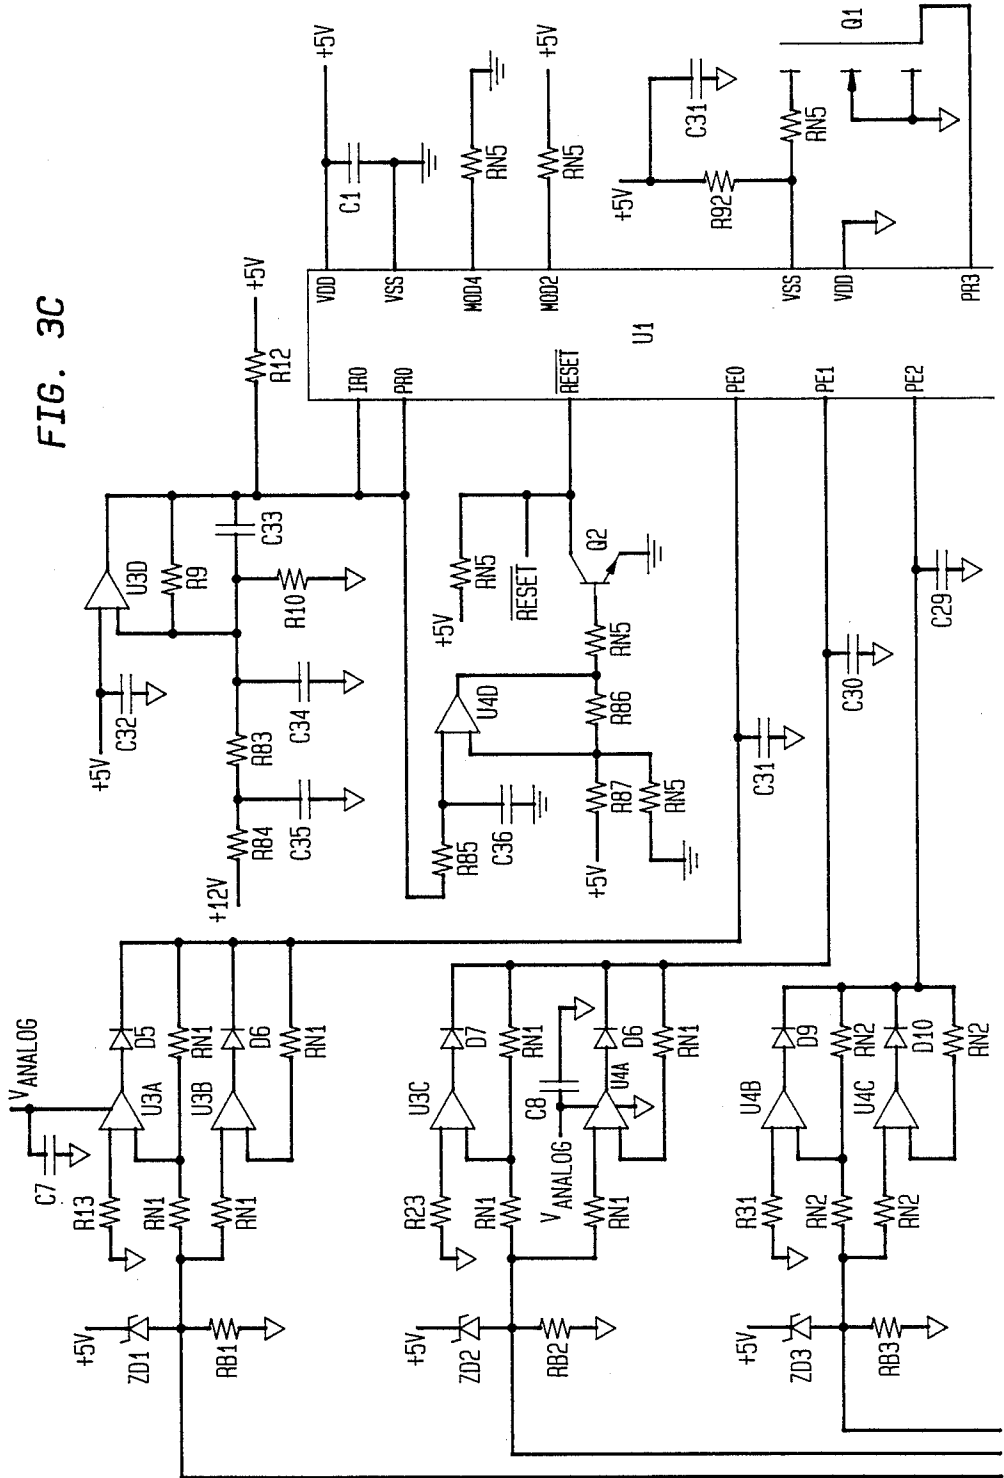 FIG. 3C
+5V
VDD
C1
VSS
MOD4
RN5
MOD2
RN5
+5V
+5V
C31
R92
RN5
VSS
VDD
Q1
PR3
U1
+5V
R12
IRO
PRO
RESET
PE0
PE1
PE2
U3D
R9
C33
R10
+5V
C32
C34
R83
C35
R84
+12V
+5V
RN5
RESET
Q2
RN5
U4D
R86
R87
RN5
+5V
R85
C36
C31
C30
C29
VANALOG
C7
D5
U3A
RN1
D6
U3B
RN1
R13
RN1
RN1
+5V
ZD1
RB1
D7
U3C
RN1
C8
D6
U4A
RN1
VANALOG
R23
RN1
RN1
+5V
ZD2
RB2
D9
U4B
RN2
D10
U4C
RN2
R31
RN2
RN2
+5V
ZD3
RB3